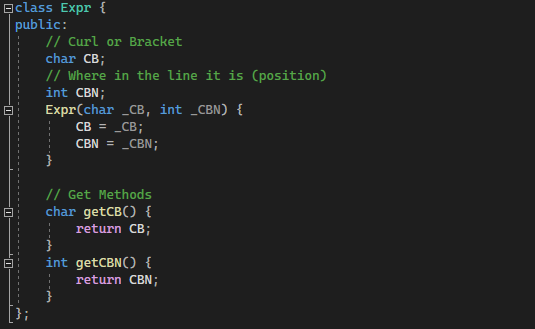 class Expr {
public:
    // Curl or Bracket
    char CB;
    // Where in the line it is (position)
    int CBN;
    Expr(char _CB, int _CBN) {
        CB = _CB;
        CBN = _CBN;
    }

    // Get Methods
    char getCB() {
        return CB;
    }
    int getCBN() {
        return CBN;
    }
};